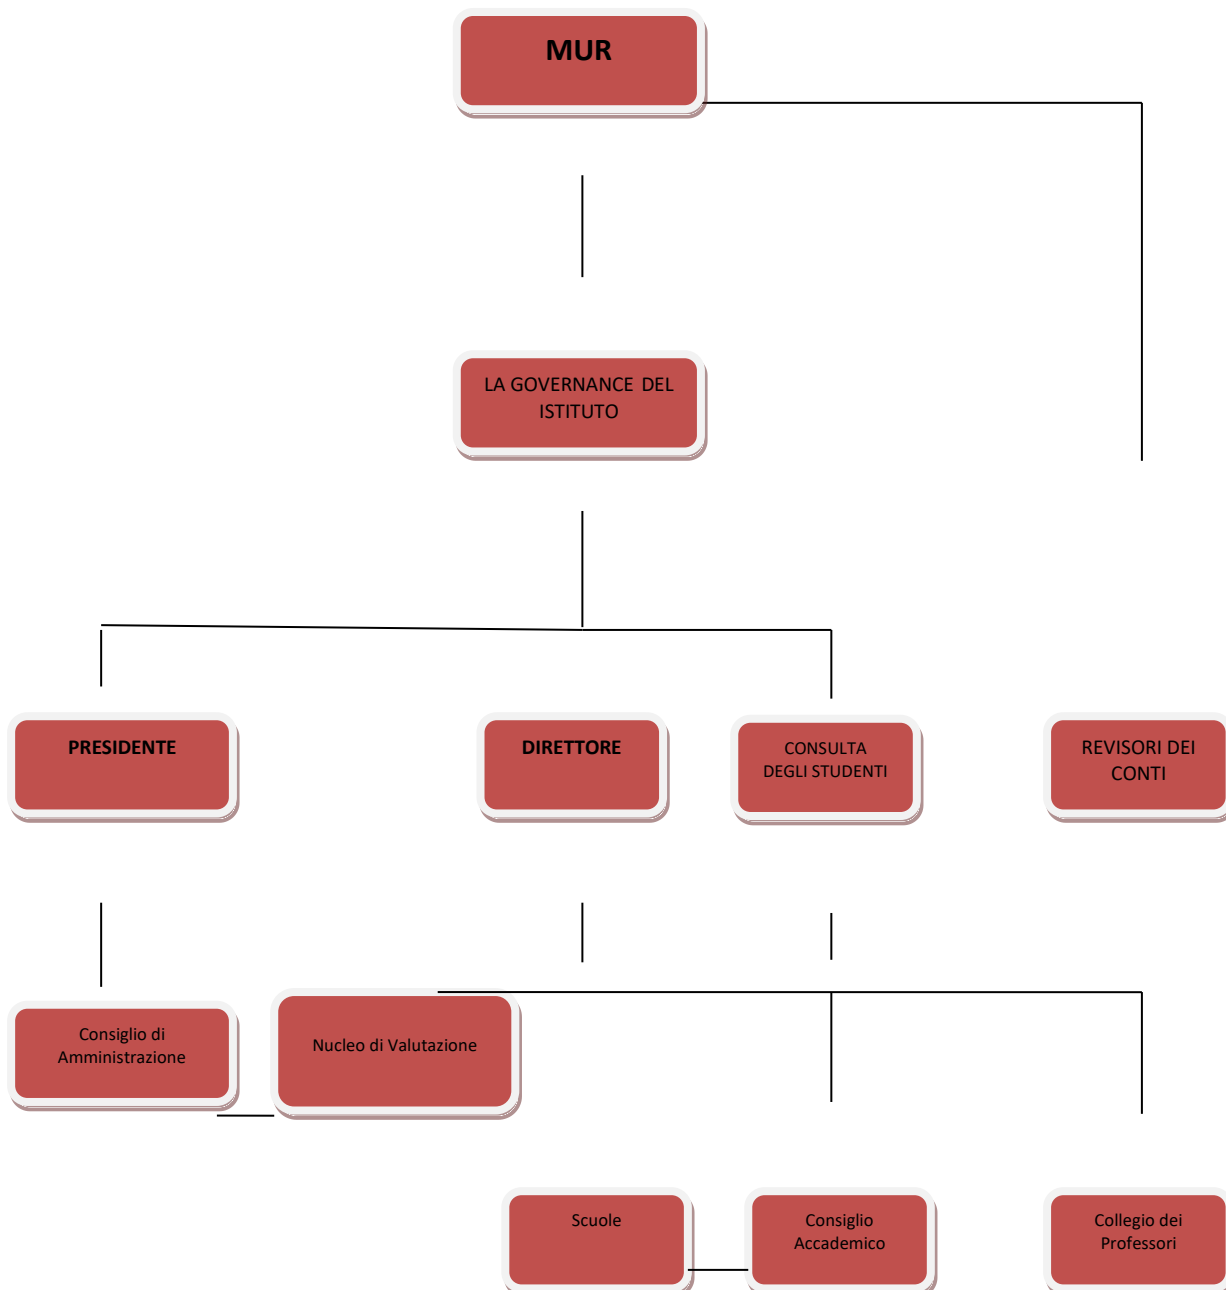 MUR
LA GOVERNANCE DEL
ISTITUTO
PRESIDENTE
DIRETTORE
CONSULTA
DEGLI STUDENTI
REVISORI DEI
CONTI
Consiglio di
Amministrazione
Nucleo di Valutazione
Scuole
Consiglio
Accademico
Collegio dei
Professori